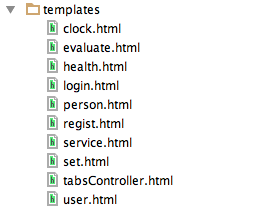 templates
clock.html
evaluate.html
health.html
login.html
person.html
regist.html
service.html
set.html
tabsController.html
user.html